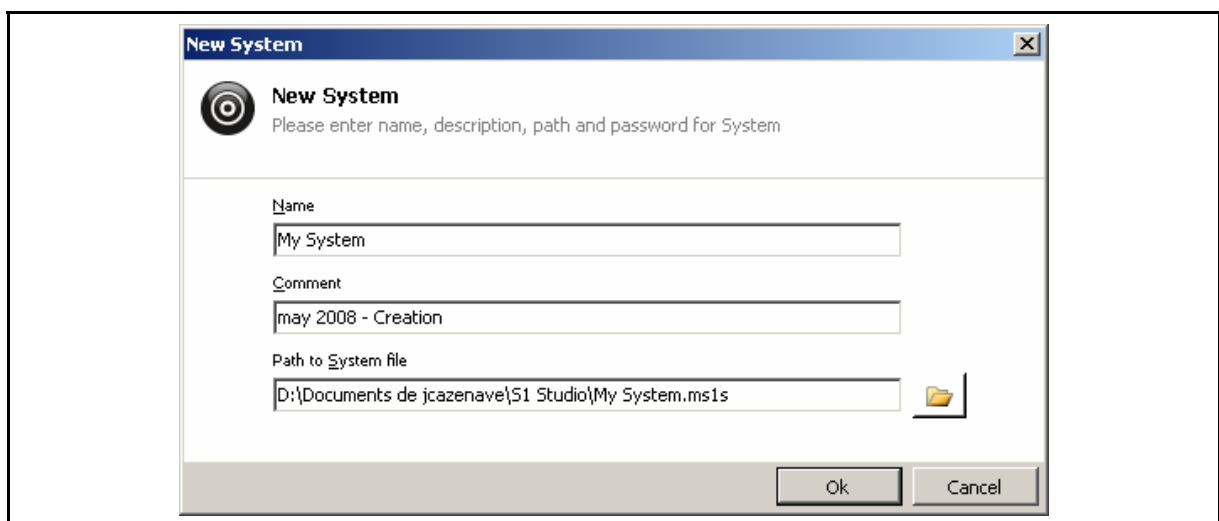 New System
New System
Please enter name, description, path and password for System
Name
My System
Comment
may 2008 - Creation
Path to System file
D:\Documents de jcazenave\S1 Studio\My System.ms1s
Ok
Cancel